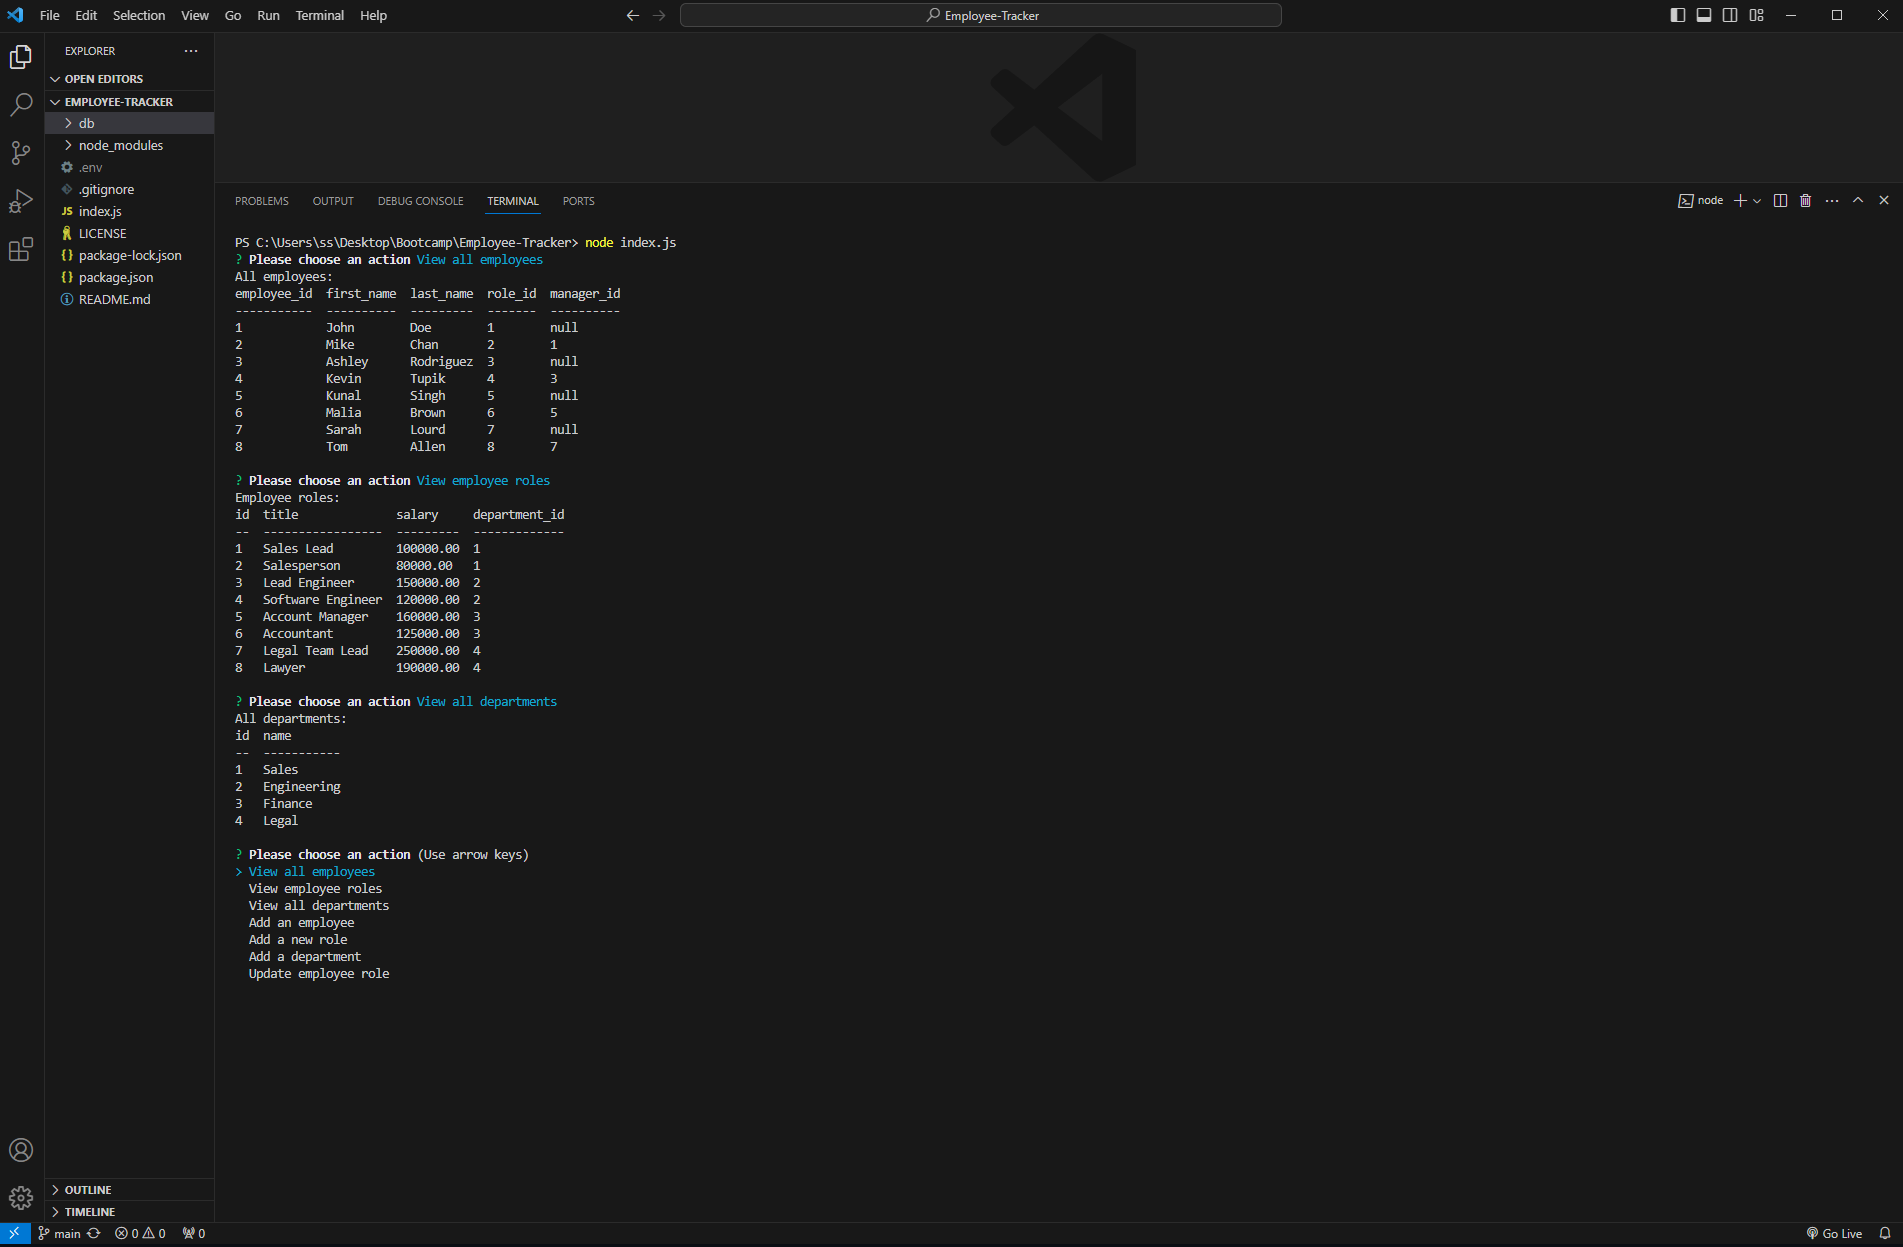 File Edit Selection View Go Run Terminal Help
Employee-Tracker
EXPLORER
OPEN EDITORS
EMPLOYEE-TRACKER
db
node_modules
.env
.gitignore
JS index.js
LICENSE
{} package-lock.json
{} package.json
README.md
OUTLINE
TIMELINE
PROBLEMS OUTPUT DEBUG CONSOLE TERMINAL PORTS
node
PS C:\Users\ss\Desktop\Bootcamp\Employee-Tracker> node index.js
? Please choose an action View all employees
All employees:
employee_id  first_name  last_name  role_id  manager_id
-----------  ----------  ---------  -------  ----------
1            John        Doe        1        null
2            Mike        Chan       2        1
3            Ashley      Rodriguez  3        null
4            Kevin       Tupik      4        3
5            Kunal       Singh      5        null
6            Malia       Brown      6        5
7            Sarah       Lourd      7        null
8            Tom         Allen      8        7
? Please choose an action View employee roles
Employee roles:
id  title              salary     department_id
--  -----------------  ---------  -------------
1   Sales Lead         100000.00  1
2   Salesperson        80000.00   1
3   Lead Engineer      150000.00  2
4   Software Engineer  120000.00  2
5   Account Manager    160000.00  3
6   Accountant         125000.00  3
7   Legal Team Lead    250000.00  4
8   Lawyer             190000.00  4
? Please choose an action View all departments
All departments:
id  name
--  -----------
1   Sales
2   Engineering
3   Finance
4   Legal
? Please choose an action (Use arrow keys)
> View all employees
View employee roles
View all departments
Add an employee
Add a new role
Add a department
Update employee role
main 0 0 0
Go Live